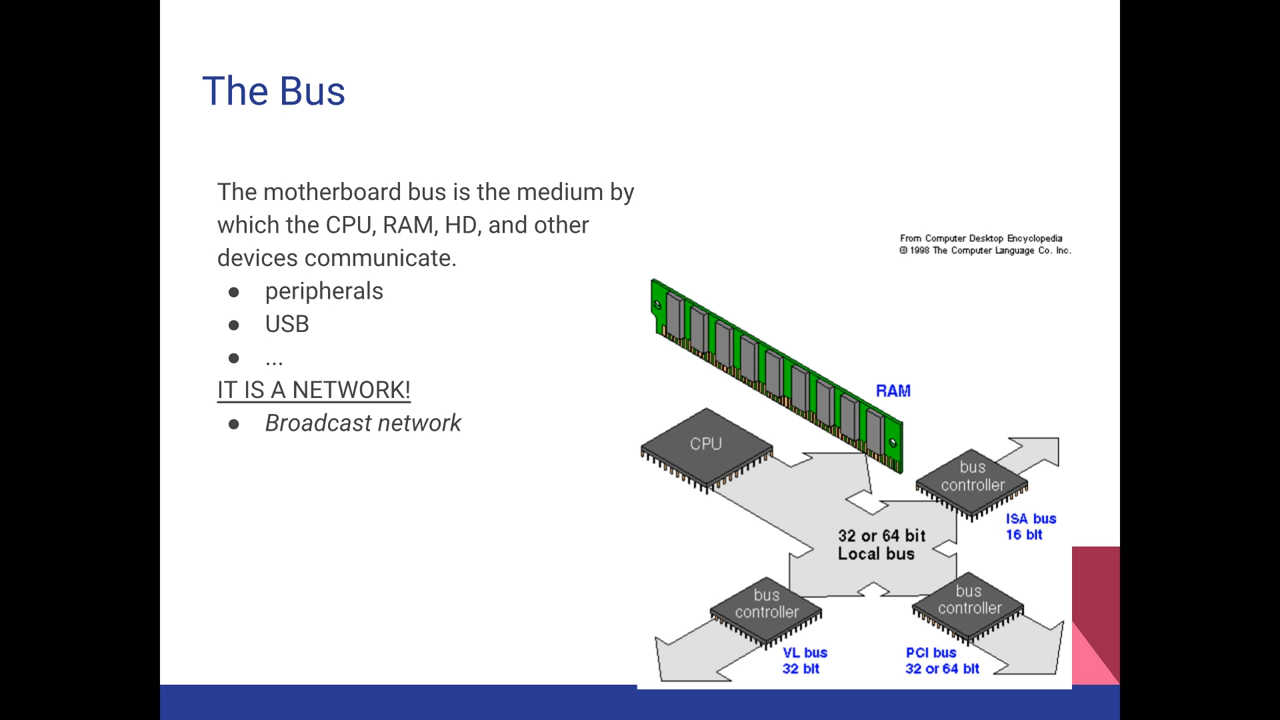 The Bus
The motherboard bus is the medium by
which the CPU, RAM, HD, and other
devices communicate.
● peripherals
● USB
● ...
IT IS A NETWORK!
● Broadcast network
From Computer Desktop Encyclopedia
© 1998 The Computer Language Co. Inc.
RAM
CPU
bus
controller
ISA bus
16 bit
32 or 64 bit
Local bus
bus
controller
VL bus
32 bit
bus
controller
PCI bus
32 or 64 bit